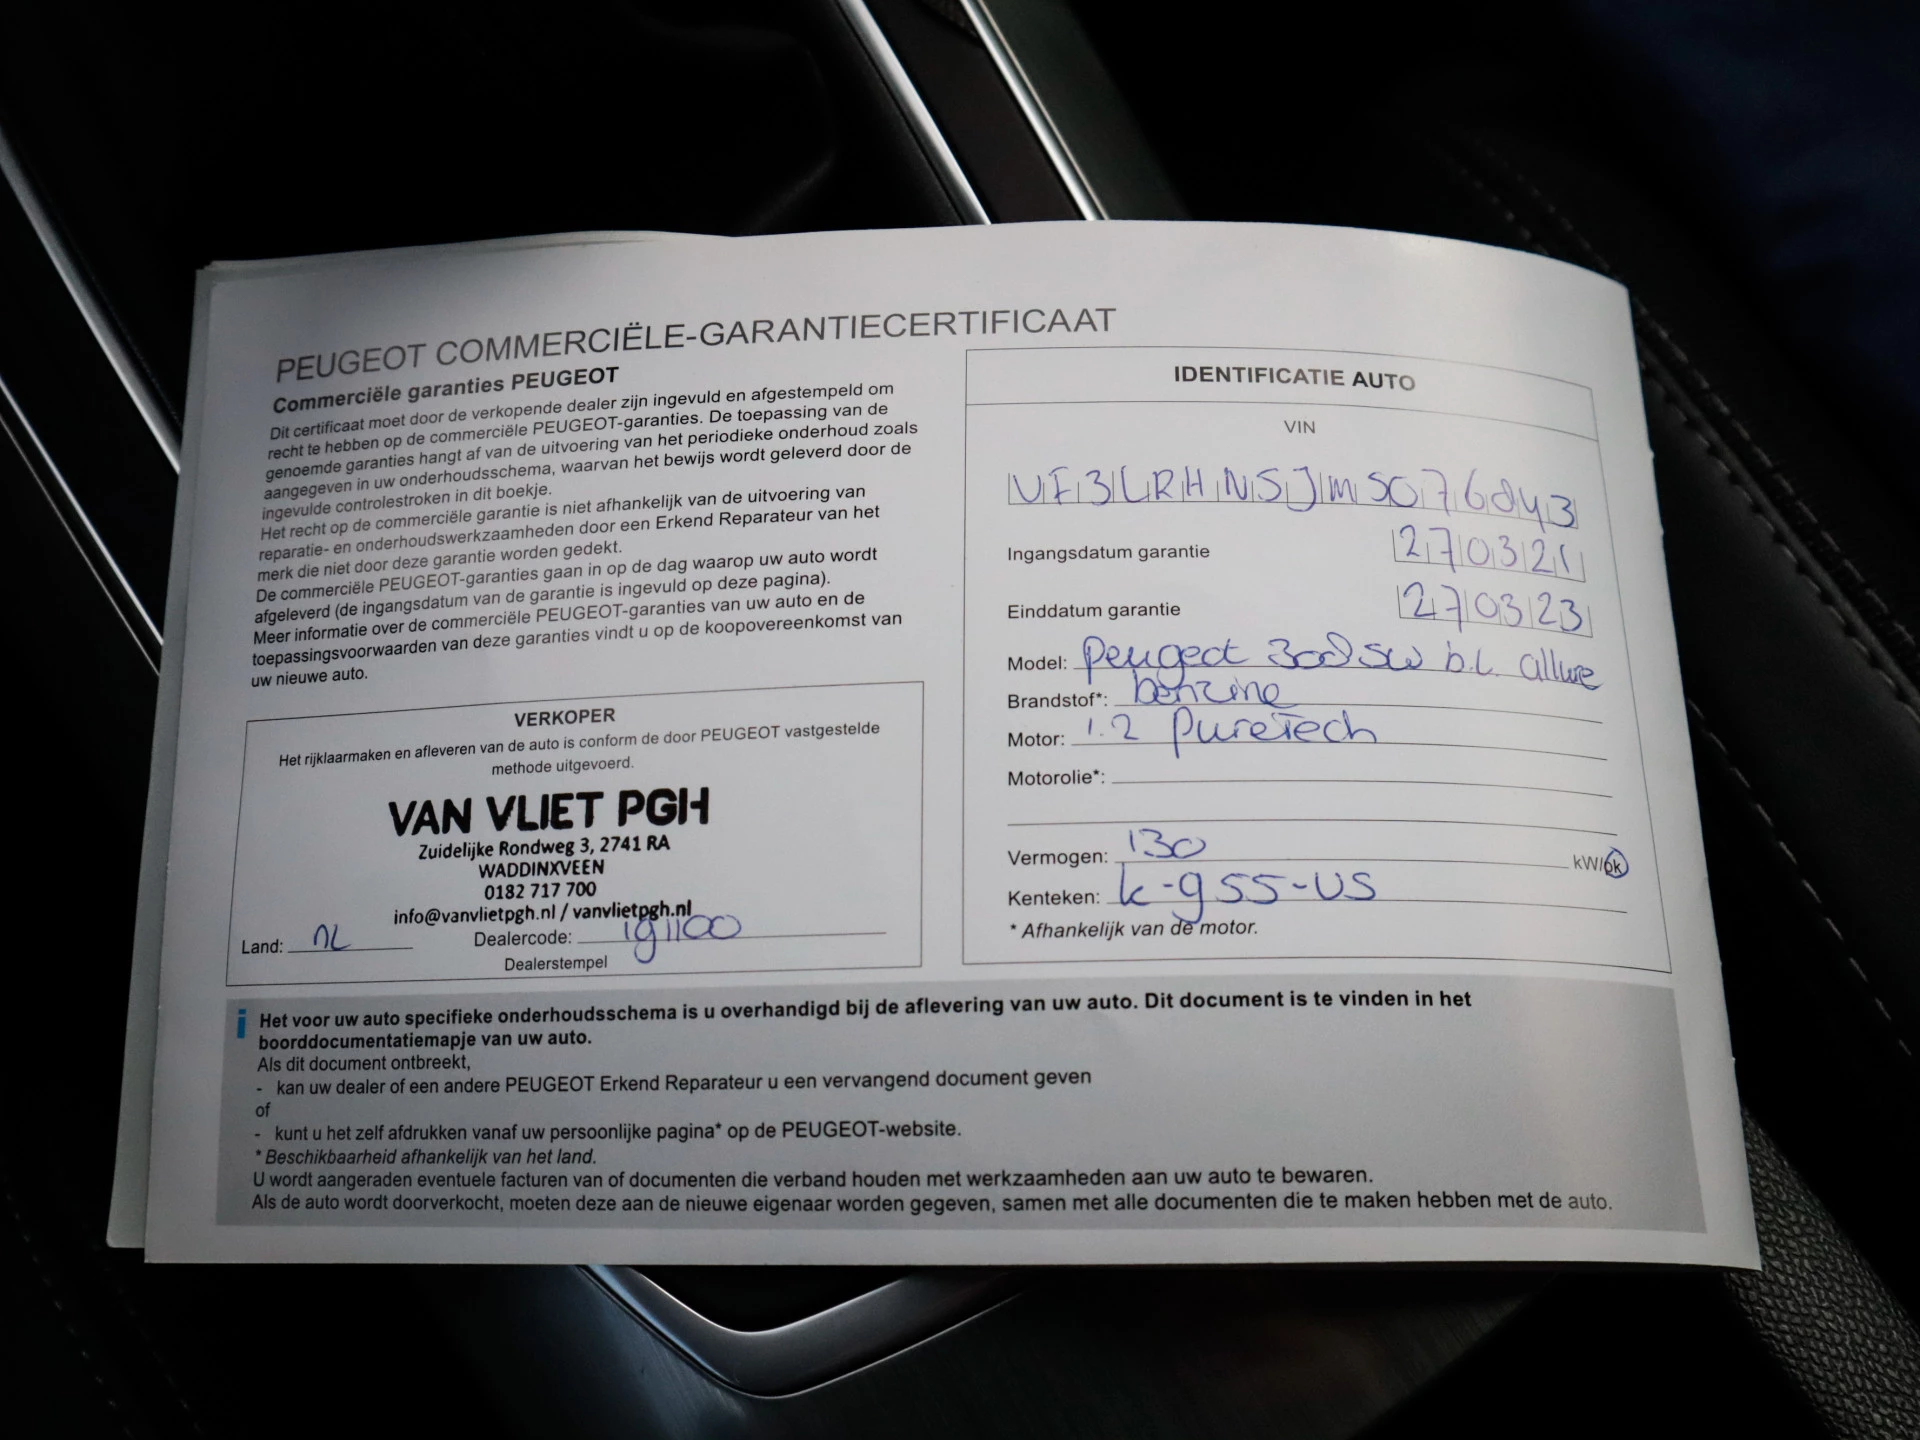 PEUGEOT COMMERCIËLE-GARANTIECERTIFICAAT
Commerciële garanties PEUGEOT
Dit certificaat moet door de verkopende dealer zijn ingevuld en afgestempeld om
recht te hebben op de commerciële PEUGEOT-garanties. De toepassing van de
genoemde garanties hangt af van de uitvoering van het periodieke onderhoud zoals
aangegeven in uw onderhoudsschema, waarvan het bewijs wordt geleverd door de
ingevulde controlestroken in dit boekje.
Het recht op de commerciële garantie is niet afhankelijk van de uitvoering van
reparatie- en onderhoudswerkzaamheden door een Erkend Reparateur van het
merk die niet door deze garantie worden gedekt.
De commerciële PEUGEOT-garanties gaan in op de dag waarop uw auto wordt
afgeleverd (de ingangsdatum van de garantie is ingevuld op deze pagina).
Meer informatie over de commerciële PEUGEOT-garanties van uw auto en de
toepassingsvoorwaarden van deze garanties vindt u op de koopovereenkomst van
uw nieuwe auto.
VERKOPER
Het rijklaarmaken en afleveren van de auto is conform de door PEUGEOT vastgestelde
methode uitgevoerd.
VAN VLIET PGH
Zuidelijke Rondweg 3, 2741 RA
WADDINXVEEN
0182 717 700
info@vanvlietpgh.nl / vanvlietpgh.nl
Land: NL Dealercode: 191100
Dealerstempel
IDENTIFICATIE AUTO
VIN
VF3LRHNSJMS076843
Ingangsdatum garantie 270321
Einddatum garantie 270323
Model: Peugeot 308 SW b.l. allure
Brandstof*: benzine
Motor: 1.2 PureTech
Motorolie*:
Vermogen: 130 kW/pk
Kenteken: k-955-US
* Afhankelijk van de motor.
i Het voor uw auto specifieke onderhoudsschema is u overhandigd bij de aflevering van uw auto. Dit document is te vinden in het
boorddocumentatiemapje van uw auto.
Als dit document ontbreekt,
- kan uw dealer of een andere PEUGEOT Erkend Reparateur u een vervangend document geven
of
- kunt u het zelf afdrukken vanaf uw persoonlijke pagina* op de PEUGEOT-website.
* Beschikbaarheid afhankelijk van het land.
U wordt aangeraden eventuele facturen van of documenten die verband houden met werkzaamheden aan uw auto te bewaren.
Als de auto wordt doorverkocht, moeten deze aan de nieuwe eigenaar worden gegeven, samen met alle documenten die te maken hebben met de auto.